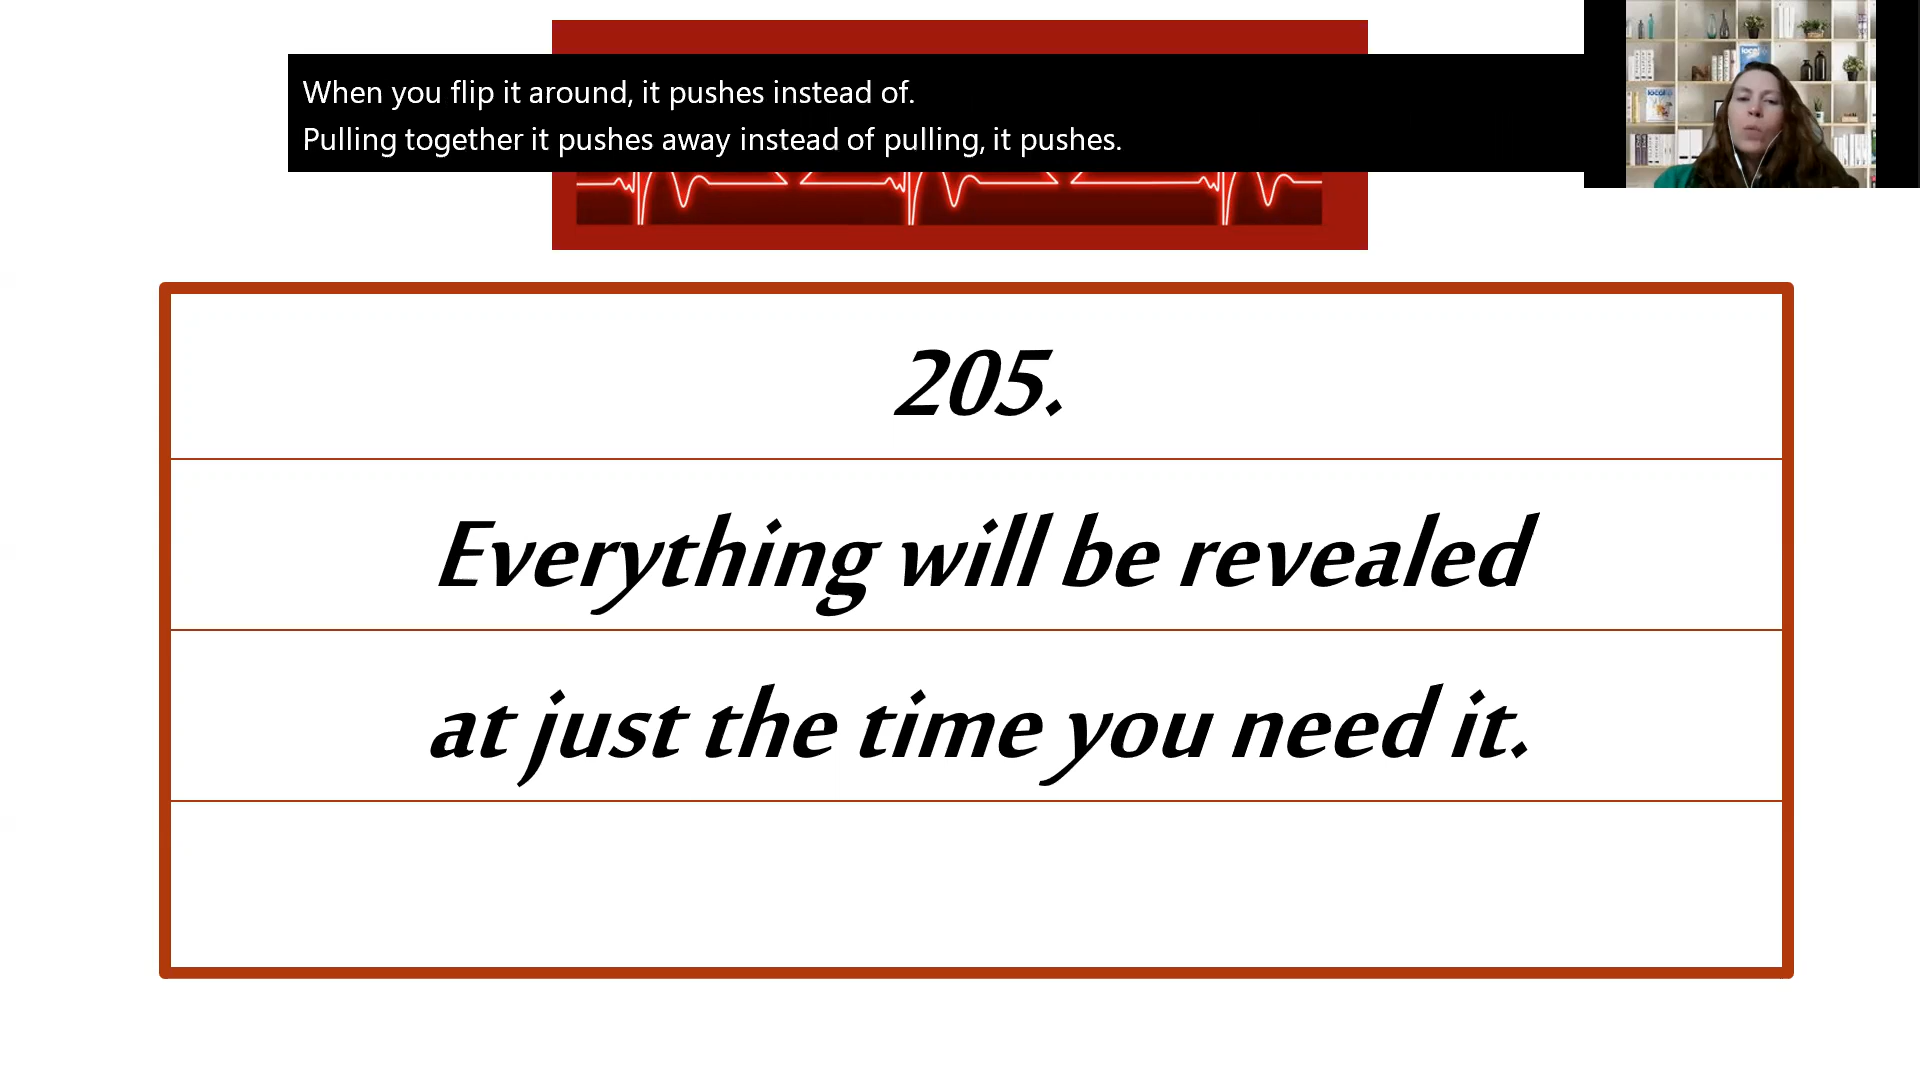 When you flip it around, it pushes instead of.
Pulling together it pushes away instead of pulling, it pushes.
205.
Everything will be revealed
at just the time you need it.